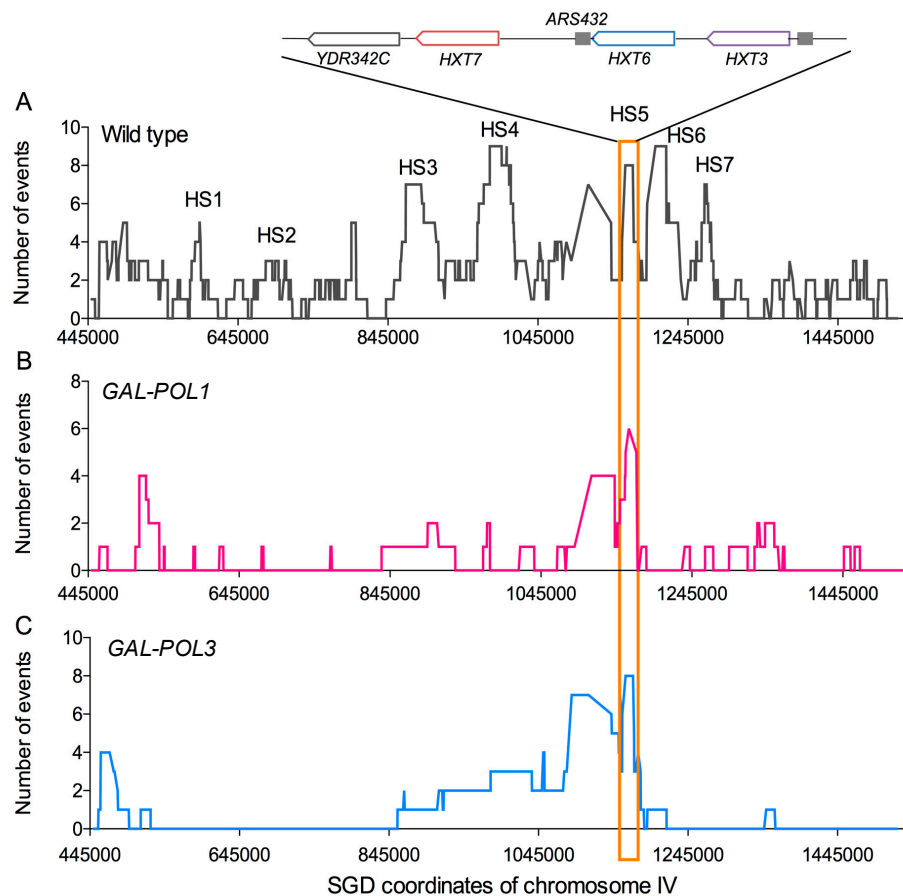 ARS432
YDR342C HXT7 HXT6 HXT3
A
Wild type
HS1 HS2 HS3 HS4 HS5 HS6 HS7
Number of events
10
8
6
4
2
0
445000 645000 845000 1045000 1245000 1445000
B
GAL-POL1
Number of events
8
6
4
2
0
445000 645000 845000 1045000 1245000 1445000
C
GAL-POL3
Number of events
10
8
6
4
2
0
445000 645000 845000 1045000 1245000 1445000
SGD coordinates of chromosome IV